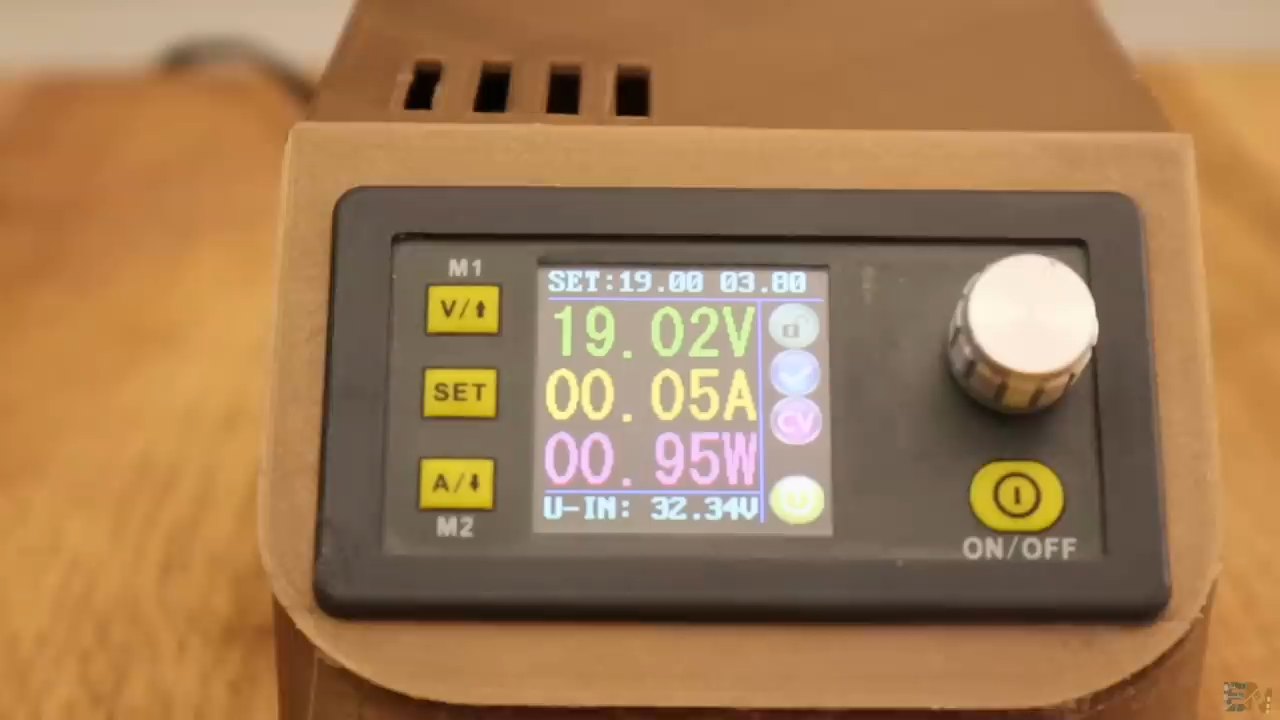 M1
V/⬆
SET
A/⬇
M2
SET:19.00 03.80
19.02V
00.05A
00.95W
U-IN: 32.34V
CV
ON/OFF